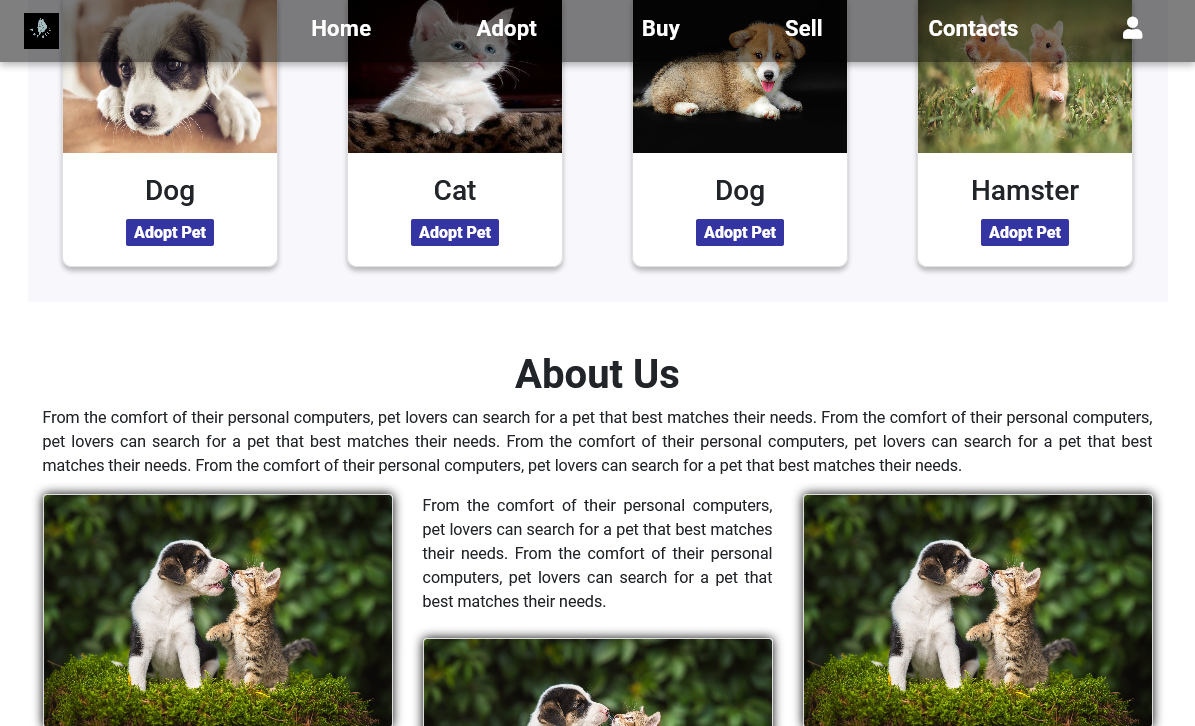 Home Adopt Buy Sell Contacts
Dog Cat Dog Hamster
Adopt Pet Adopt Pet Adopt Pet Adopt Pet
About Us
From the comfort of their personal computers, pet lovers can search for a pet that best matches their needs. From the comfort of their personal computers,
pet lovers can search for a pet that best matches their needs. From the comfort of their personal computers, pet lovers can search for a pet that best
matches their needs. From the comfort of their personal computers, pet lovers can search for a pet that best matches their needs.
From the comfort of their personal computers,
pet lovers can search for a pet that best matches
their needs. From the comfort of their personal
computers, pet lovers can search for a pet that
best matches their needs.